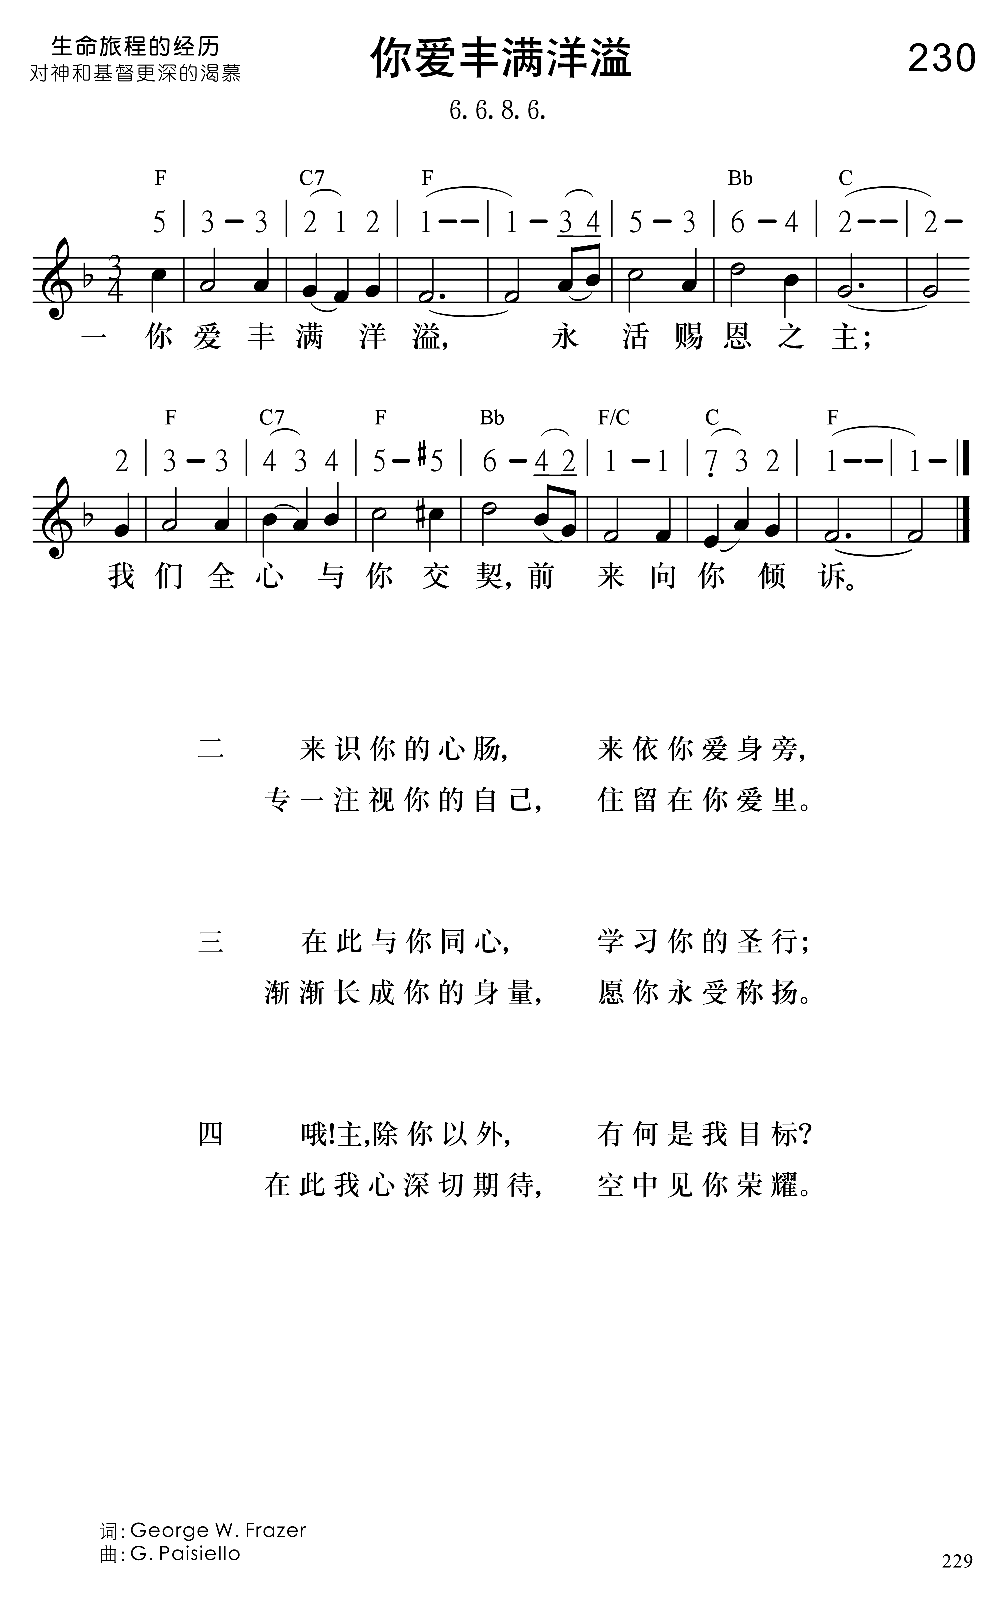 生命旅程的经历
对神和基督更深的渴慕
你爱丰满洋溢
230
6. 6. 8. 6.
F C7 F Bb C
5 | 3 - 3 | 2 1 2 | 1 - - | 1 - 3 4 | 5 - 3 | 6 - 4 | 2 - - | 2 -
3
4
一 你 爱 丰 满 洋 溢, 永 活 赐 恩 之 主;
F C7 F Bb F/C C F
2 | 3 - 3 | 4 3 4 | 5 - #5 | 6 - 4 2 | 1 - 1 | 7̣ 3 2 | 1 - - | 1 -
我 们 全 心 与 你 交 契, 前 来 向 你 倾 诉。
二 来识你的心肠, 来依你爱身旁,
专一注视你的自己, 住留在你爱里。
三 在此与你同心, 学习你的圣行;
渐渐长成你的身量, 愿你永受称扬。
四 哦!主,除你以外, 有何是我目标?
在此我心深切期待, 空中见你荣耀。
词: George W. Frazer
曲: G. Paisiello
229